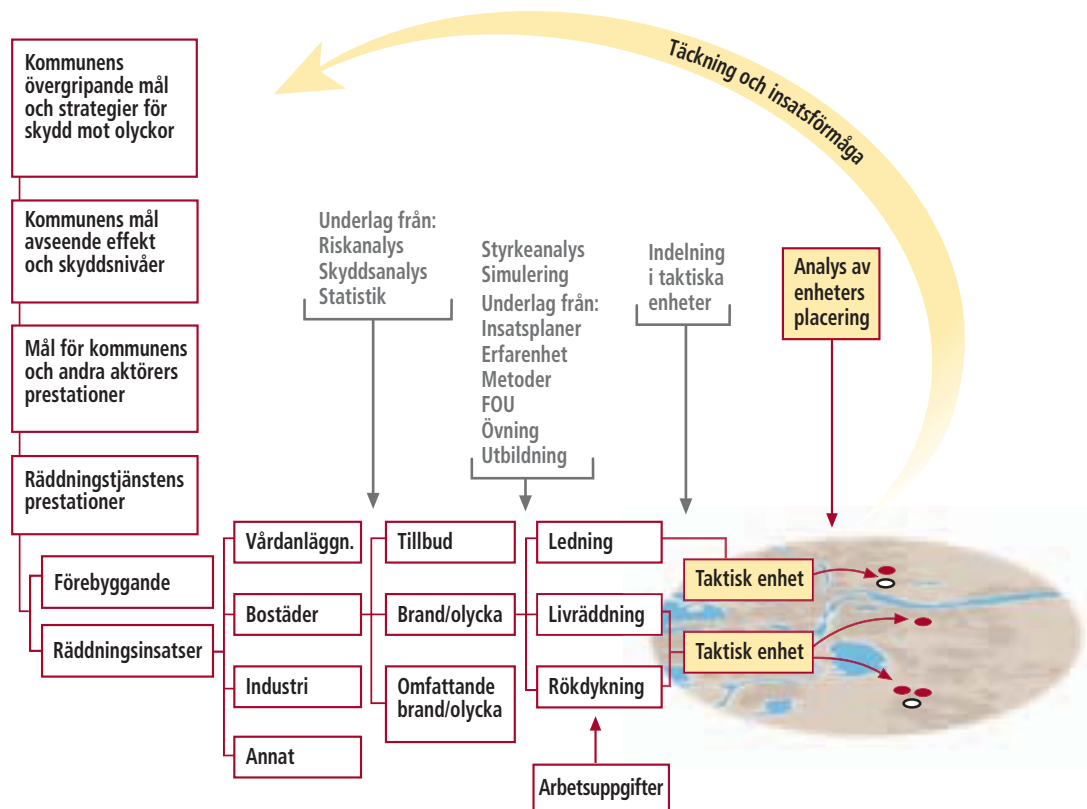 Kommunens
övergripande mål
och strategier för
skydd mot olyckor
Kommunens mål
avseende effekt
och skyddsnivåer
Mål för kommunens
och andra aktörers
prestationer
Räddningstjänstens
prestationer
Förebyggande
Räddningsinsatser
Underlag från:
Riskanalys
Skyddsanalys
Statistik
Vårdanläggn.
Bostäder
Industri
Annat
Styrkeanalys
Simulering
Underlag från:
Insatsplaner
Erfarenhet
Metoder
FOU
Övning
Utbildning
Tillbud
Brand/olycka
Omfattande
brand/olycka
Indelning
i taktiska
enheter
Ledning
Livräddning
Rökdykning
Arbetsuppgifter
Analys av
enheters
placering
Taktisk enhet
Taktisk enhet
Täckning och insatsförmåga